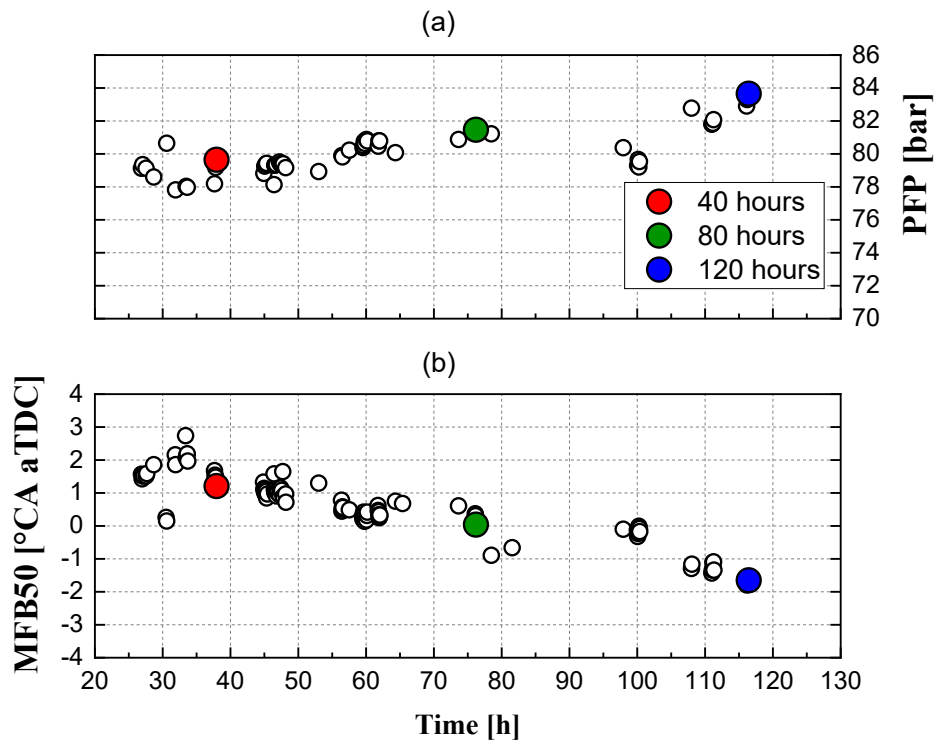 (a)
86
84
82
80
78
76
74
72
70
PFP [bar]
40 hours
80 hours
120 hours
(b)
MFB50 [°CA aTDC]
4
3
2
1
0
-1
-2
-3
-4
20 30 40 50 60 70 80 90 100 110 120 130
Time [h]